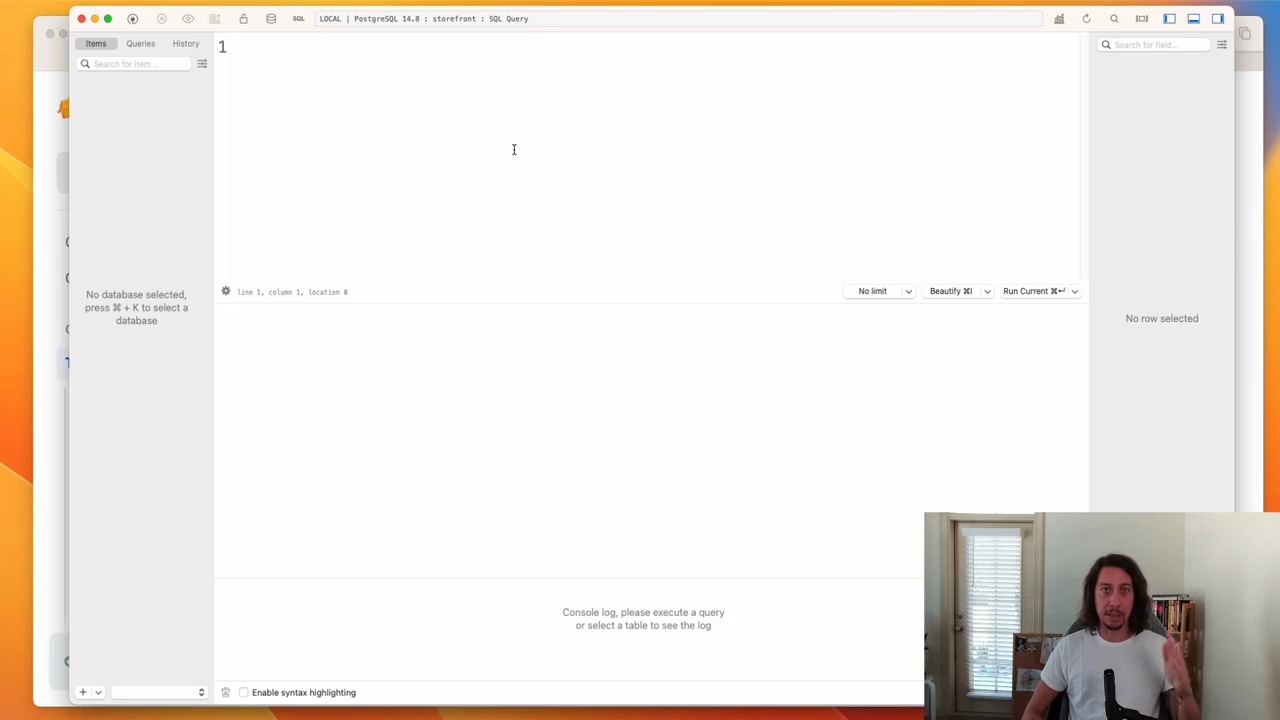 SQL
LOCAL | PostgreSQL 14.8 : storefront : SQL Query
Items
Queries
History
Search for item...
1
Search for field...
No database selected,
press ⌘ + K to select a
database
line 1, column 1, location 0
No limit
Beautify ⌘I
Run Current ⌘↵
No row selected
Console log, please execute a query
or select a table to see the log
Enable syntax highlighting